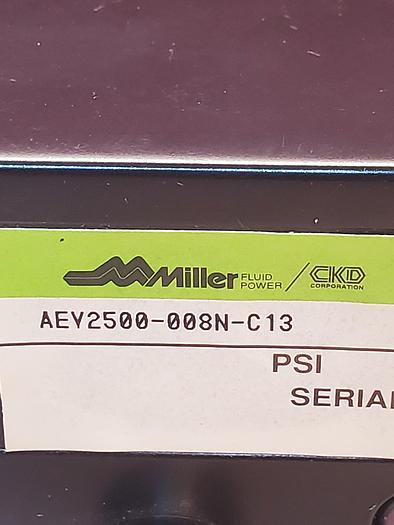 Miller FLUID POWER / CKD CORPORATION
AEV2500-008N-C13
PSI
SERIAL